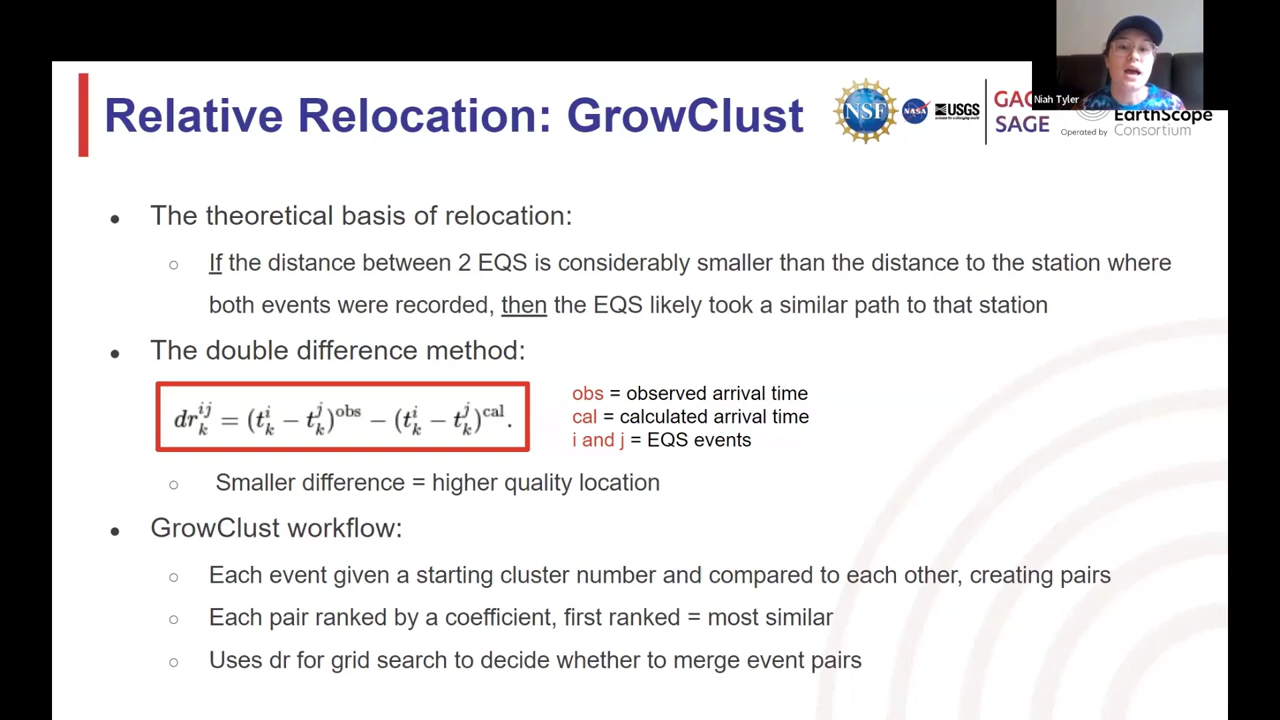 Niah Tyler
Relative Relocation: GrowClust
NSF
NASA
USGS
GAG
SAGE
Operated by
EarthScope
Consortium
• The theoretical basis of relocation:
○ If the distance between 2 EQS is considerably smaller than the distance to the station where
both events were recorded, then the EQS likely took a similar path to that station
• The double difference method:
dr_k^{ij} = (t_k^i − t_k^j)^{obs} − (t_k^i − t_k^j)^{cal}.
obs = observed arrival time
cal = calculated arrival time
i and j = EQS events
○ Smaller difference = higher quality location
• GrowClust workflow:
○ Each event given a starting cluster number and compared to each other, creating pairs
○ Each pair ranked by a coefficient, first ranked = most similar
○ Uses dr for grid search to decide whether to merge event pairs